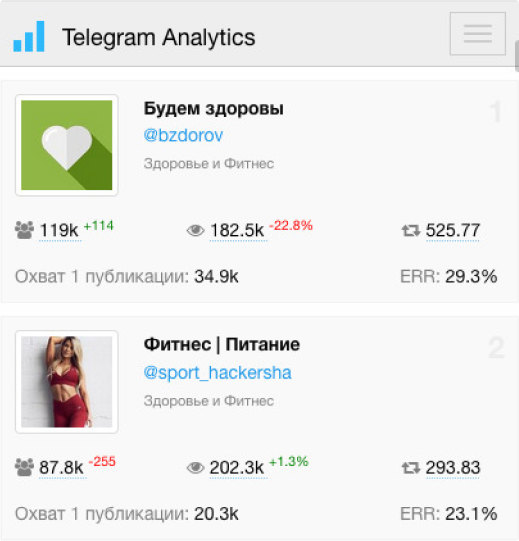 Telegram Analytics
Будем здоровы 1
@bzdorov
Здоровье и Фитнес
119k +114 182.5k -22.8% 525.77
Охват 1 публикации: 34.9k ERR: 29.3%
Фитнес | Питание 2
@sport_hackersha
Здоровье и Фитнес
87.8k -255 202.3k +1.3% 293.83
Охват 1 публикации: 20.3k ERR: 23.1%